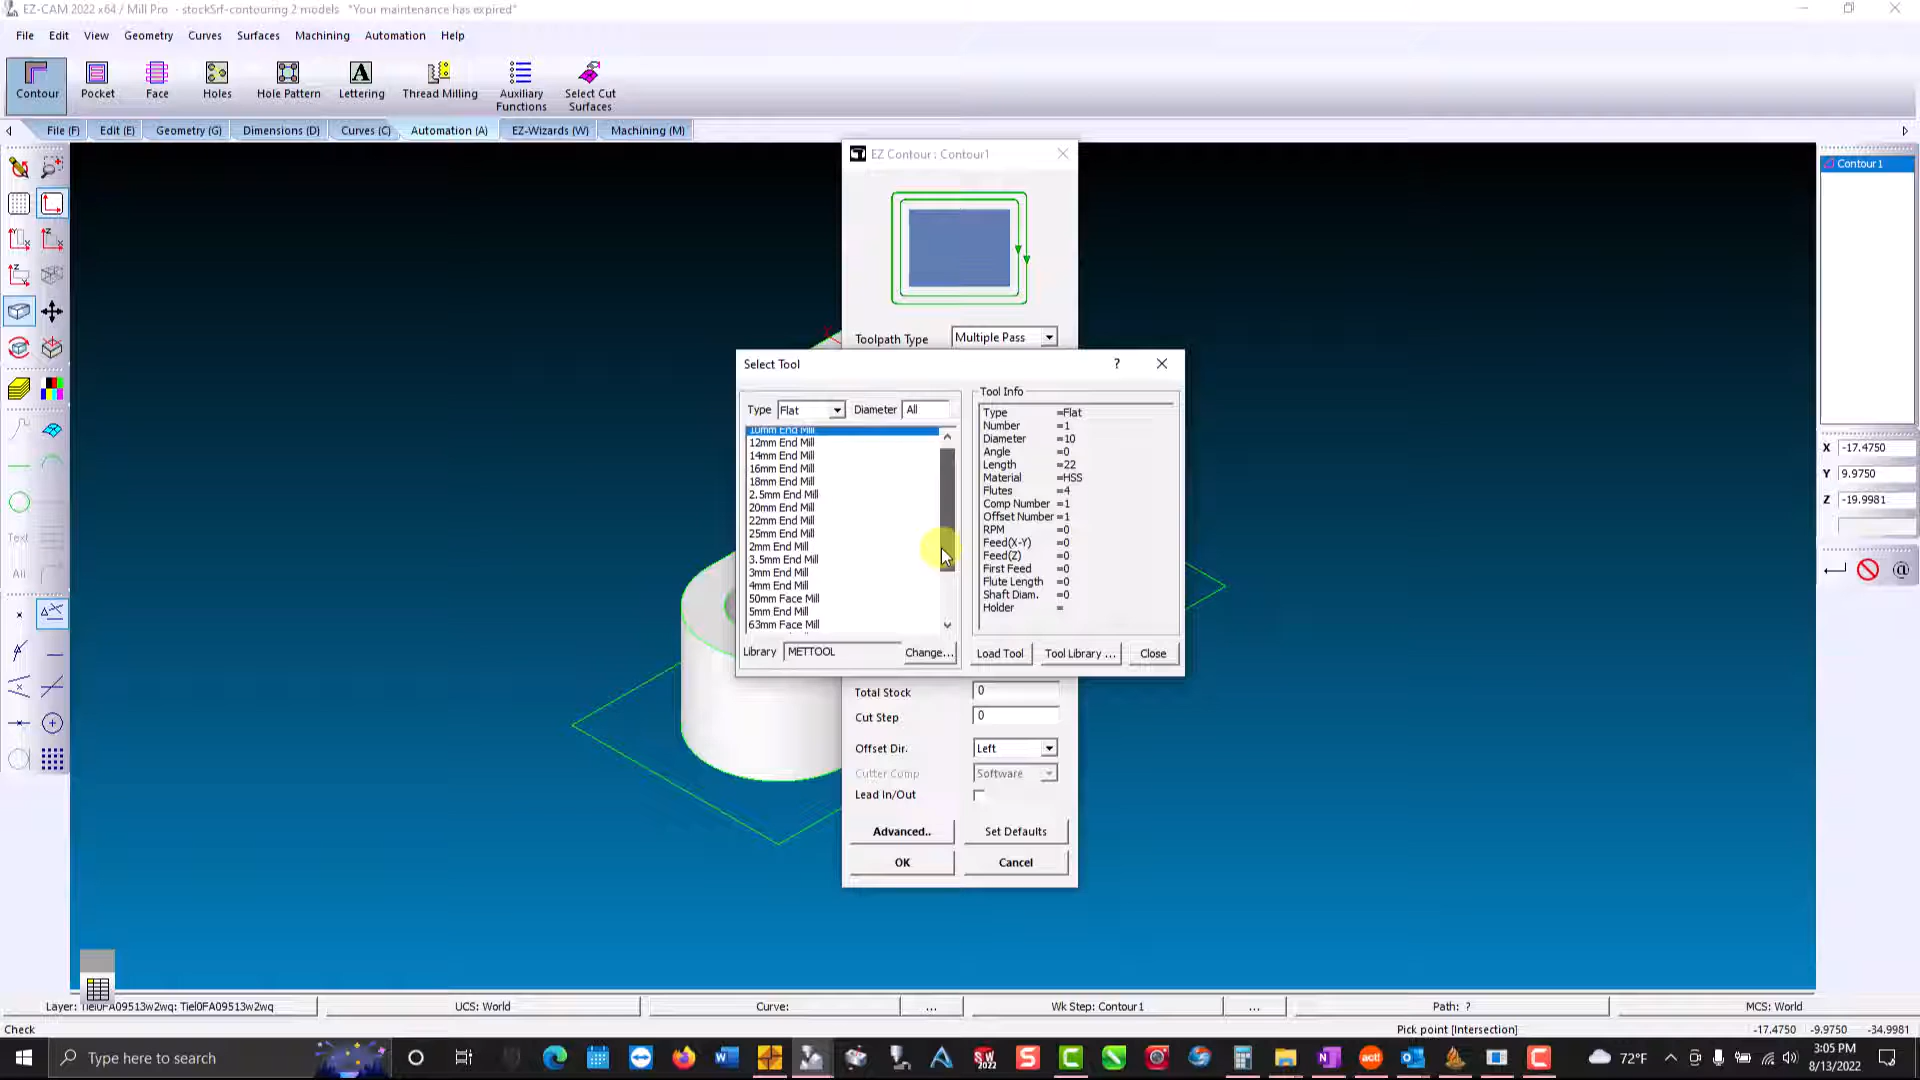 EZ-CAM 2022 x64 / Mill Pro - stockSrf-contouring 2 models *Your maintenance has expired*
File Edit View Geometry Curves Surfaces Machining Automation Help
Contour Pocket Face Holes Hole Pattern Lettering Thread Milling Auxiliary Functions Select Cut Surfaces
File (F) Edit (E) Geometry (G) Dimensions (D) Curves (C) Automation (A) EZ-Wizards (W) Machining (M)
EZ Contour : Contour1
Contour1
Toolpath Type Multiple Pass
Select Tool
?
Type Flat Diameter All
10mm End Mill
12mm End Mill
14mm End Mill
16mm End Mill
18mm End Mill
2.5mm End Mill
20mm End Mill
22mm End Mill
25mm End Mill
2mm End Mill
3.5mm End Mill
3mm End Mill
4mm End Mill
50mm Face Mill
5mm End Mill
63mm Face Mill
Library METTOOL Change...
Tool Info
Type =Flat
Number =1
Diameter =10
Angle =0
Length =22
Material =HSS
Flutes =4
Comp Number =1
Offset Number =1
RPM =0
Feed(X-Y) =0
Feed(Z) =0
First Feed =0
Flute Length =0
Shaft Diam. =0
Holder =
Load Tool Tool Library ... Close
X -17.4750
Y 9.9750
Z -19.9981
@
Text
All
Total Stock 0
Cut Step 0
Offset Dir. Left
Cutter Comp Software
Lead In/Out
Advanced.. Set Defaults
OK Cancel
Layer: Tiel0FA09513w2wq: Tiel0FA09513w2wq UCS: World Curve: ... Wk Step: Contour1 ... Path: ? MCS: World
Check Pick point [Intersection] -17.4750 -9.9750 -34.9981
Type here to search
72°F
3:05 PM
8/13/2022